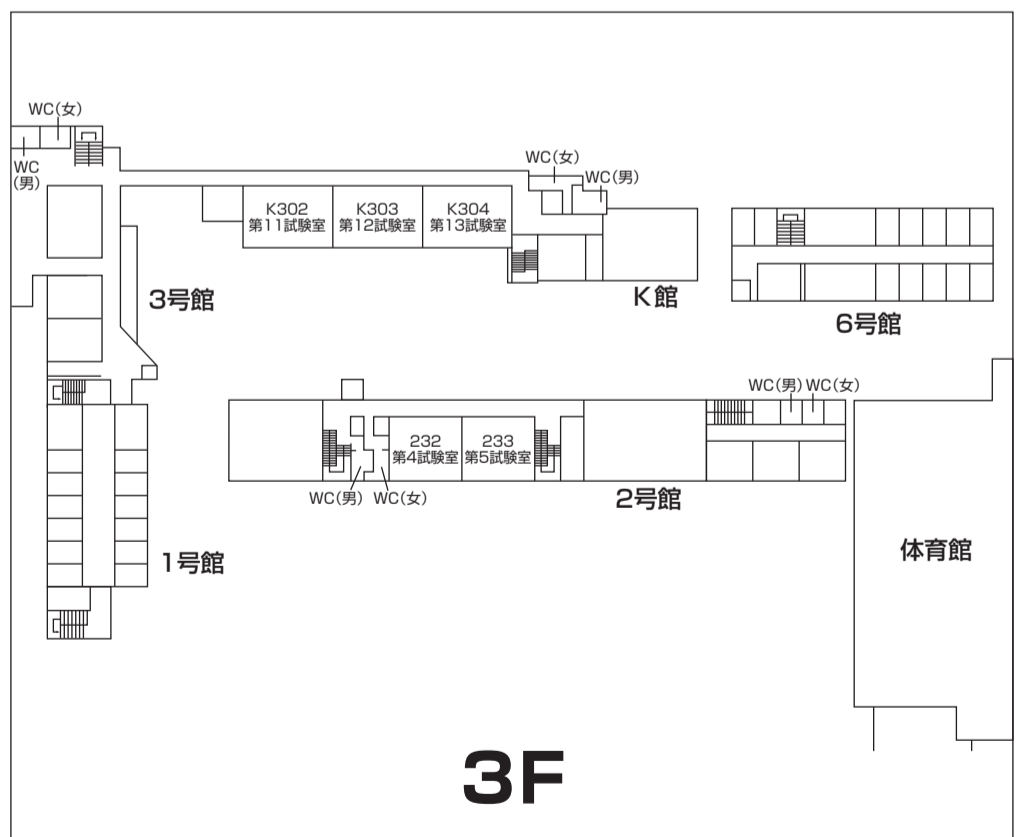 WC(女)
WC
(男)
WC(女)
WC(男)
K302
第11試験室
K303
第12試験室
K304
第13試験室
3号館
K館
6号館
WC(男)
WC(女)
232
第4試験室
233
第5試験室
WC(男)
WC(女)
2号館
1号館
体育館
3F